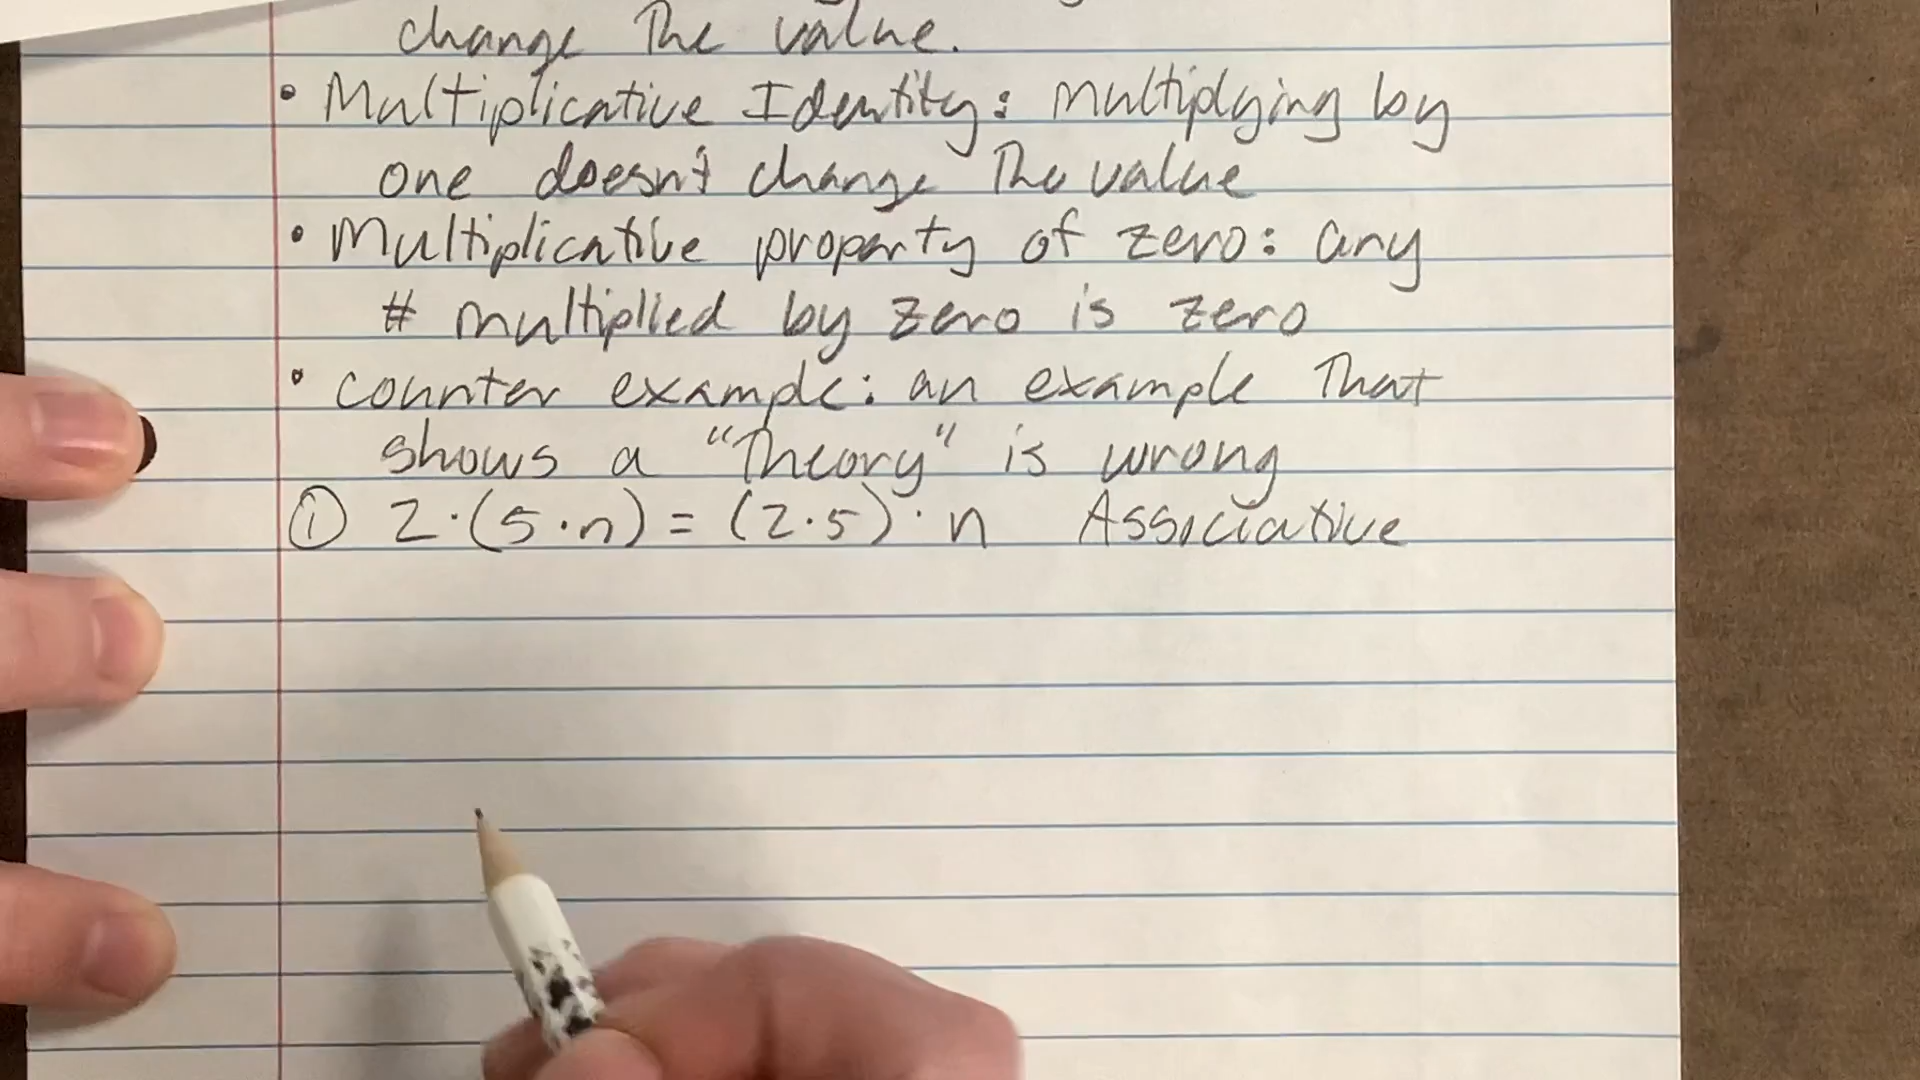 change the value.
• Multiplicative Identity: multiplying by
one doesn't change the value
• Multiplicative property of zero: any
# multiplied by zero is zero
• counter example: an example that
shows a "theory" is wrong
① 2·(5·n) = (2·5)·n Associative